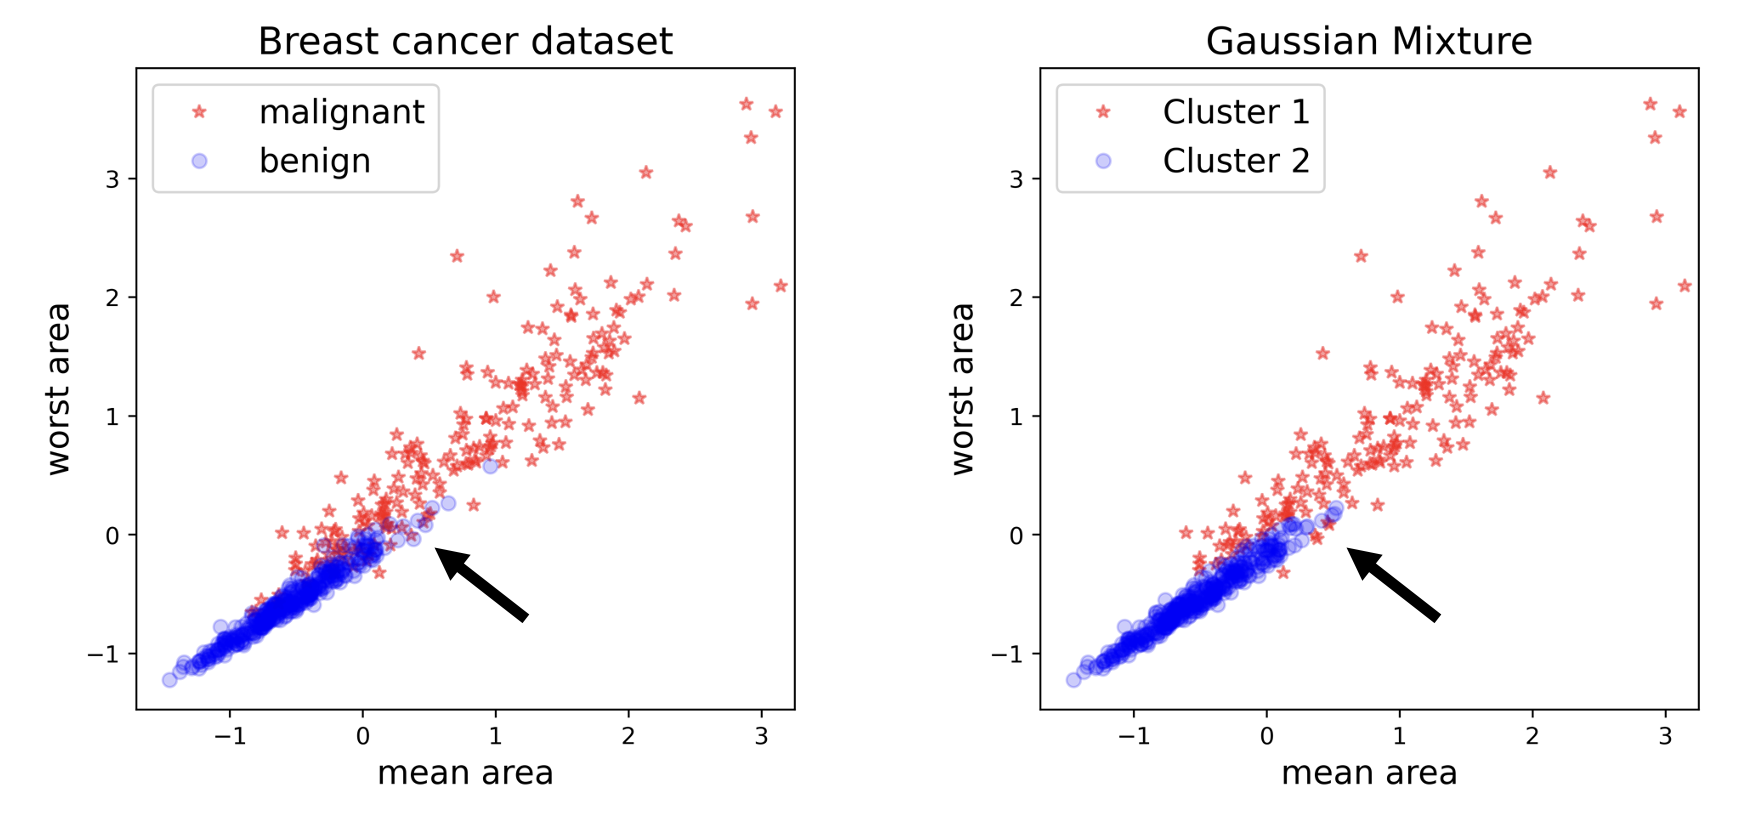 Breast cancer dataset
malignant
benign
3
2
1
0
−1
−1 0 1 2 3
mean area
worst area
Gaussian Mixture
Cluster 1
Cluster 2
3
2
1
0
−1
−1 0 1 2 3
mean area
worst area